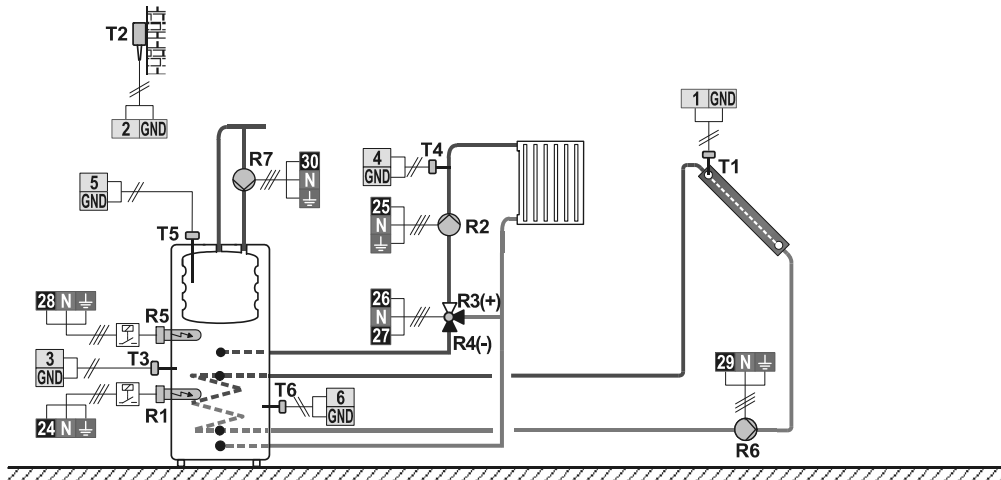 T2
2 GND
1 GND
T1
R7
30
N
T4
4
GND
5
GND
T5
25
N
R2
28 N
R5
26
N
27
R3(+)
R4(-)
3
GND
T3
29 N
T6
6
GND
24 N
R1
R6